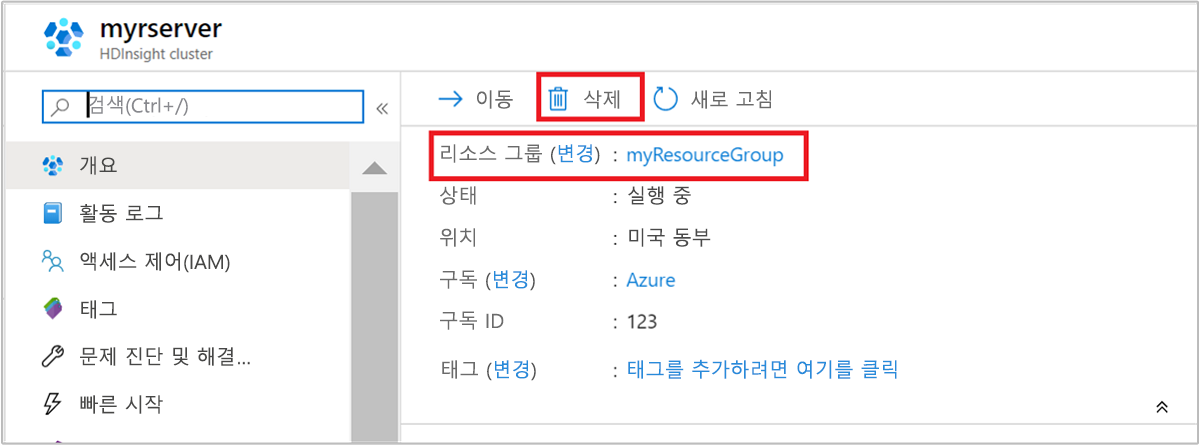 myrserver
HDInsight cluster
검색(Ctrl+/)
«
개요
활동 로그
액세스 제어(IAM)
태그
문제 진단 및 해결...
빠른 시작
이동
삭제
새로 고침
리소스 그룹 (변경) : myResourceGroup
상태 : 실행 중
위치 : 미국 동부
구독 (변경) : Azure
구독 ID : 123
태그 (변경) : 태그를 추가하려면 여기를 클릭